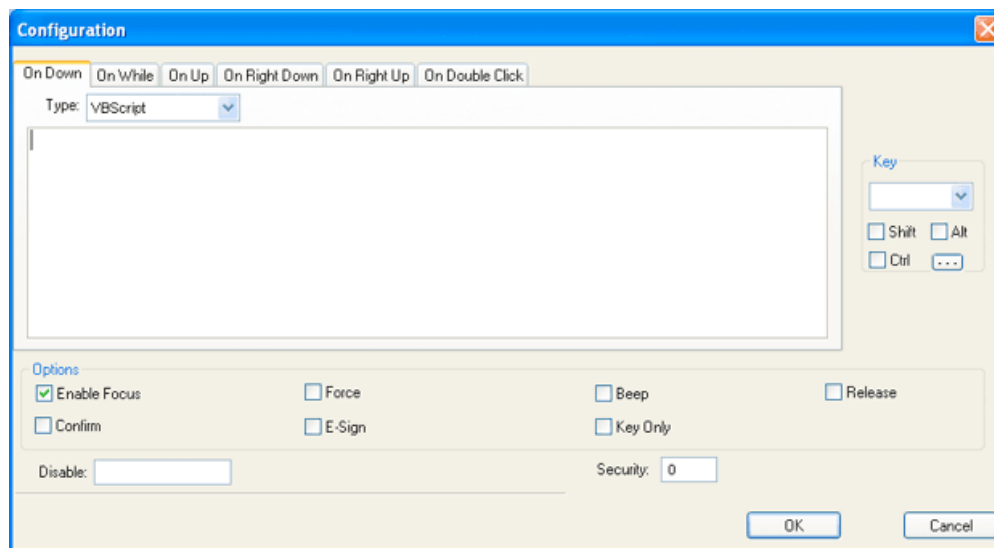 Configuration
On Down On While On Up On Right Down On Right Up On Double Click
Type: VBScript
Key
Shift Alt
Ctrl ...
Options
Enable Focus Force Beep Release
Confirm E-Sign Key Only
Disable: Security: 0
OK Cancel